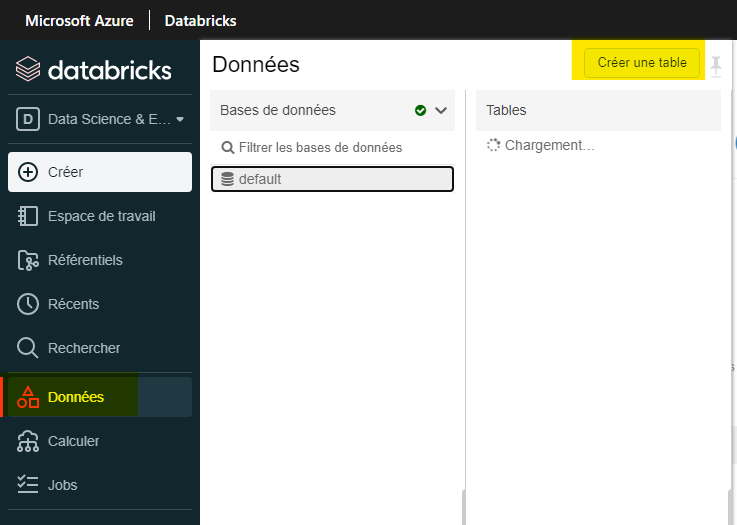 Microsoft Azure | Databricks
databricks
D Data Science & E...
Créer
Espace de travail
Référentiels
Récents
Rechercher
Données
Calculer
Jobs
Données
Créer une table
Bases de données
Tables
Filtrer les bases de données
Chargement...
default